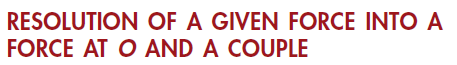 RESOLUTION OF A GIVEN FORCE INTO A
FORCE AT O AND A COUPLE